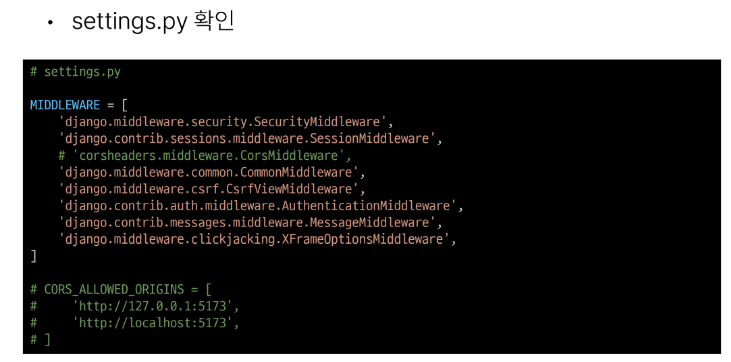 • settings.py 확인
# settings.py
MIDDLEWARE = [
    'django.middleware.security.SecurityMiddleware',
    'django.contrib.sessions.middleware.SessionMiddleware',
    # 'corsheaders.middleware.CorsMiddleware',
    'django.middleware.common.CommonMiddleware',
    'django.middleware.csrf.CsrfViewMiddleware',
    'django.contrib.auth.middleware.AuthenticationMiddleware',
    'django.contrib.messages.middleware.MessageMiddleware',
    'django.middleware.clickjacking.XFrameOptionsMiddleware',
]
# CORS_ALLOWED_ORIGINS = [
#     'http://127.0.0.1:5173',
#     'http://localhost:5173',
# ]